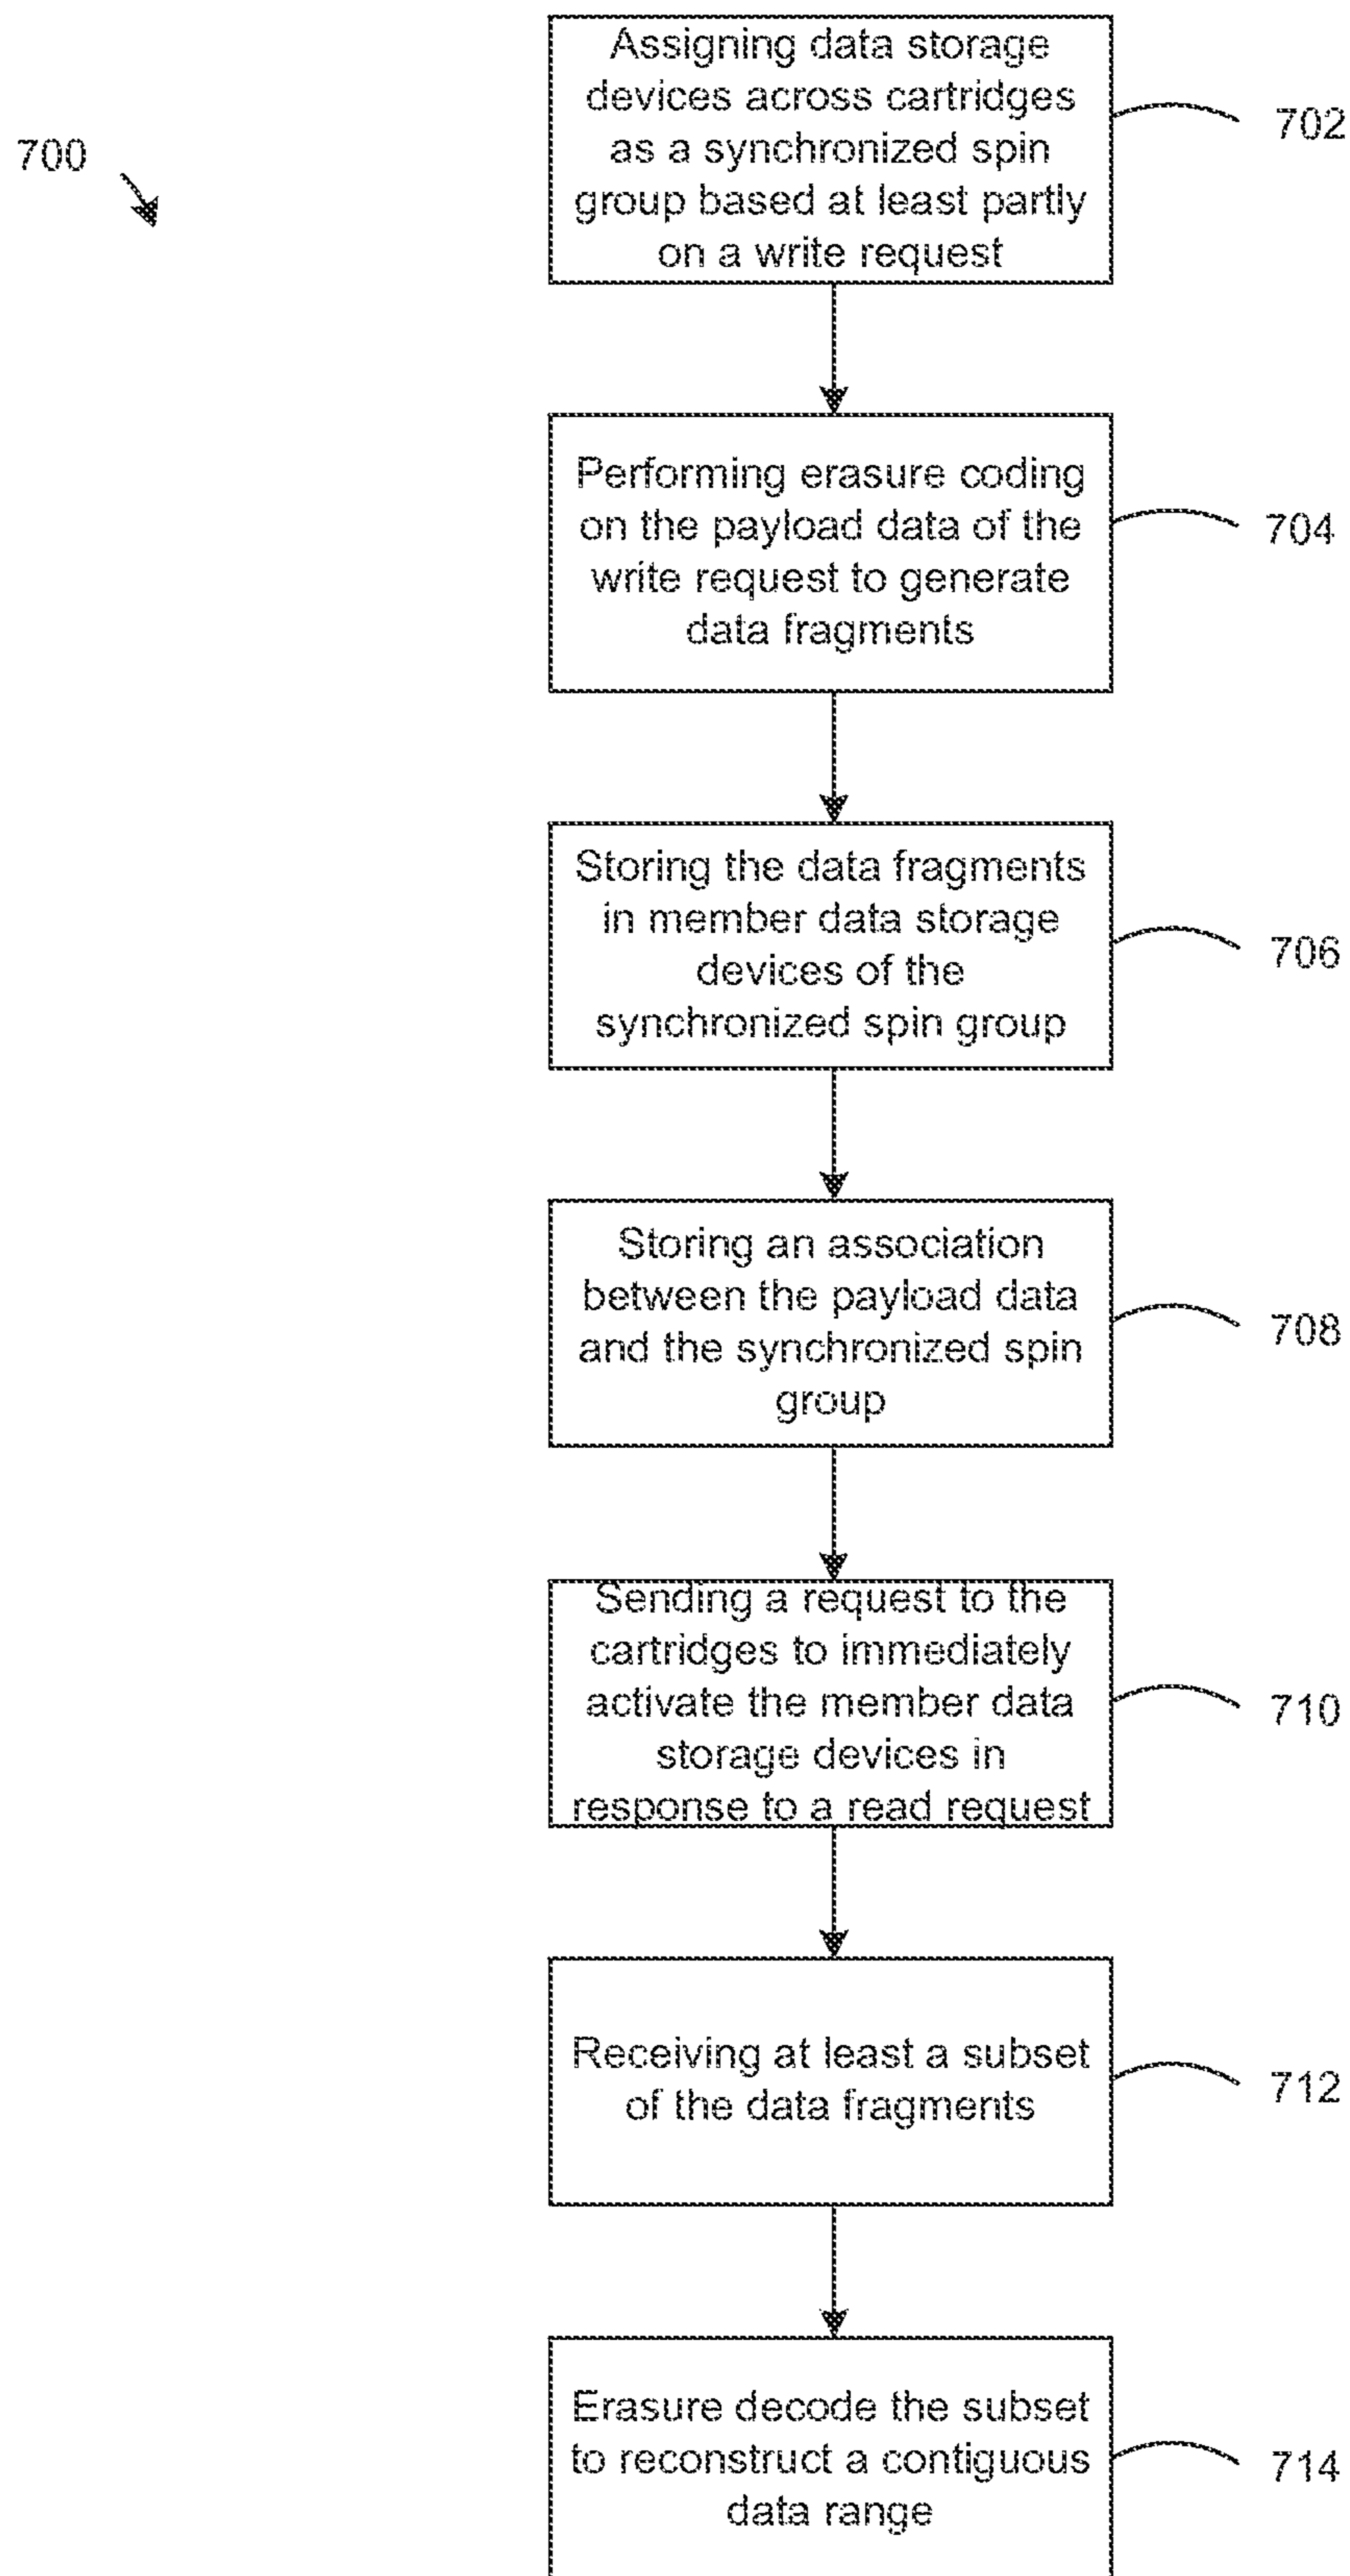 700
Assigning data storage
devices across cartridges
as a synchronized spin
group based at least partly
on a write request
702
Performing erasure coding
on the payload data of the
write request to generate
data fragments
704
Storing the data fragments
in member data storage
devices of the
synchronized spin group
706
Storing an association
between the payload data
and the synchronized spin
group
708
Sending a request to the
cartridges to immediately
activate the member data
storage devices in
response to a read request
710
Receiving at least a subset
of the data fragments
712
Erasure decode the subset
to reconstruct a contiguous
data range
714